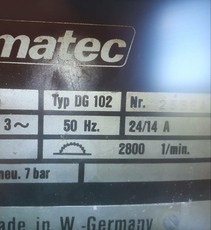 matec
Typ DG 102 Nr.
3~ 50 Hz. 24/14 A
2800 1/min.
neu. 7 bar
ade in W.-Germany